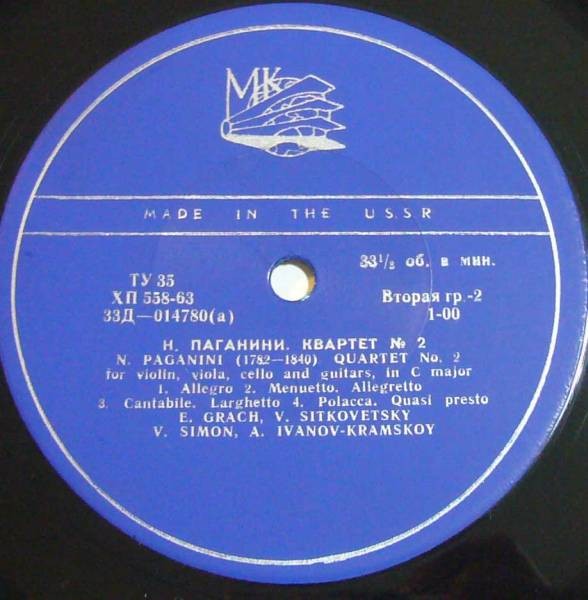 МК
MADE IN THE U.S.S.R
33⅓ об. в мин.
ТУ 35
ХП 558-63
Вторая гр.-2
33Д—014780(а)
1-00
Н. ПАГАНИНИ. КВАРТЕТ № 2
N. PAGANINI (1782—1840) QUARTET No. 2
for violin, viola, cello and guitars, in C major
1. Allegro 2. Menuetto. Allegretto
3. Cantabile. Larghetto 4. Polacca. Quasi presto
E. GRACH, V. SITKOVETSKY
V. SIMON, A. IVANOV-KRAMSKOY